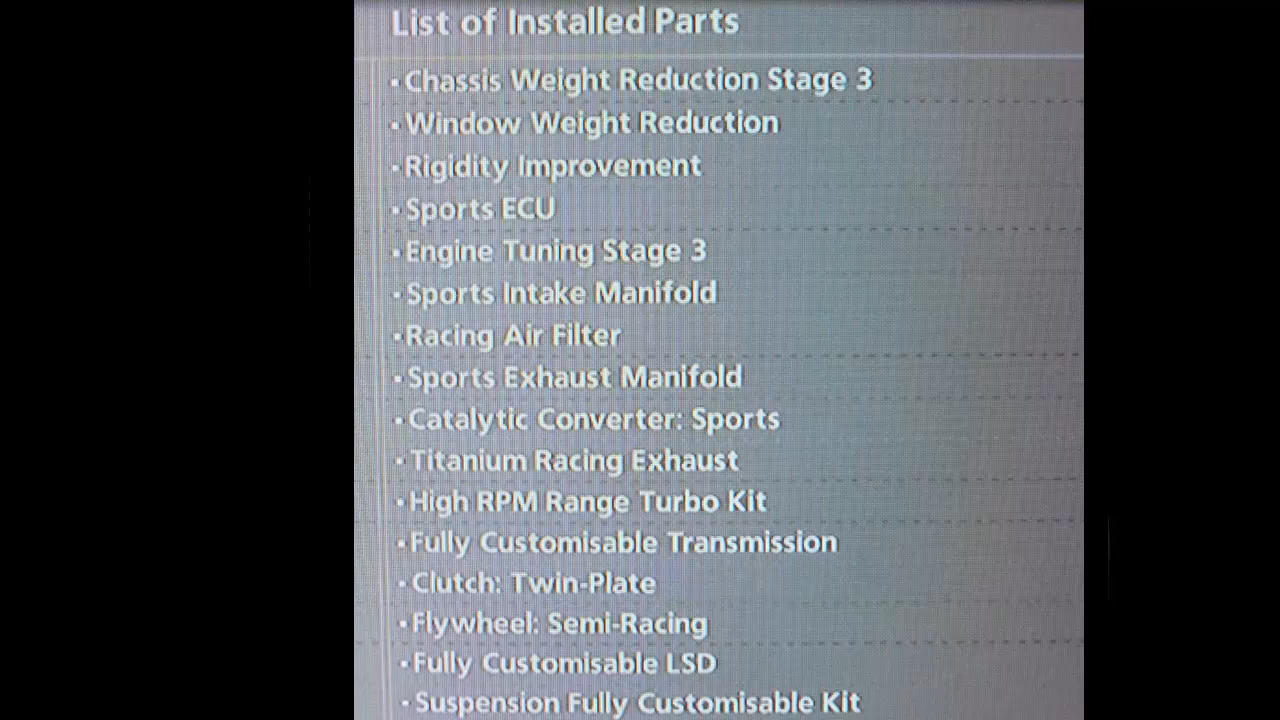 List of Installed Parts
· Chassis Weight Reduction Stage 3
· Window Weight Reduction
· Rigidity Improvement
· Sports ECU
· Engine Tuning Stage 3
· Sports Intake Manifold
· Racing Air Filter
· Sports Exhaust Manifold
· Catalytic Converter: Sports
· Titanium Racing Exhaust
· High RPM Range Turbo Kit
· Fully Customisable Transmission
· Clutch: Twin-Plate
· Flywheel: Semi-Racing
· Fully Customisable LSD
· Suspension Fully Customisable Kit